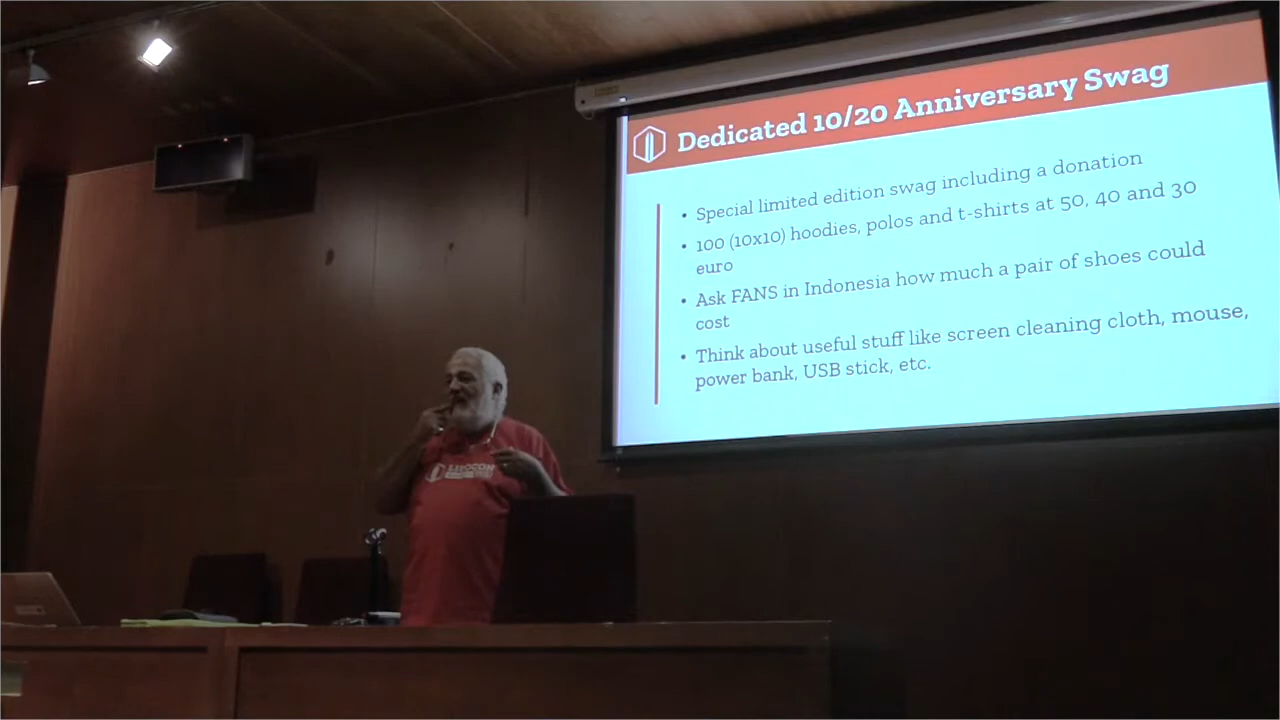 Dedicated 10/20 Anniversary Swag
• Special limited edition swag including a donation
• 100 (10x10) hoodies, polos and t-shirts at 50, 40 and 30
euro
• Ask FANS in Indonesia how much a pair of shoes could
cost
• Think about useful stuff like screen cleaning cloth, mouse,
power bank, USB stick, etc.
LIBOCON